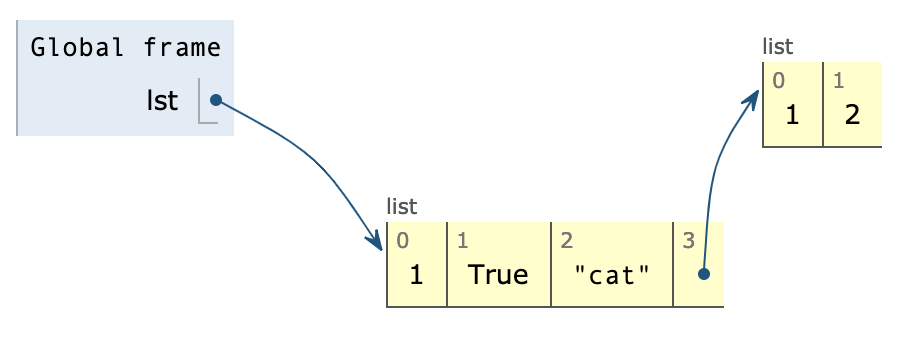 Global frame
lst
list
0 1
1 2
list
0 1 2 3
1 True "cat"